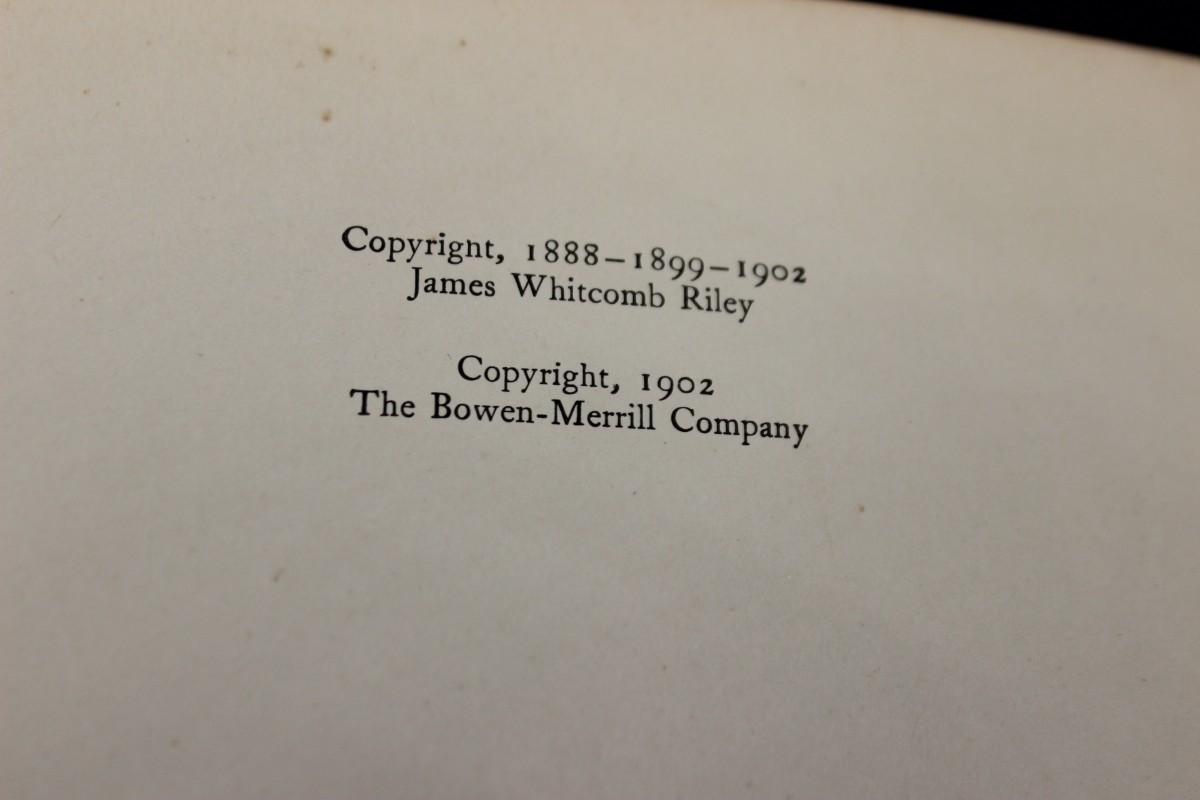 Copyright, 1888–1899–1902
James Whitcomb Riley
Copyright, 1902
The Bowen-Merrill Company